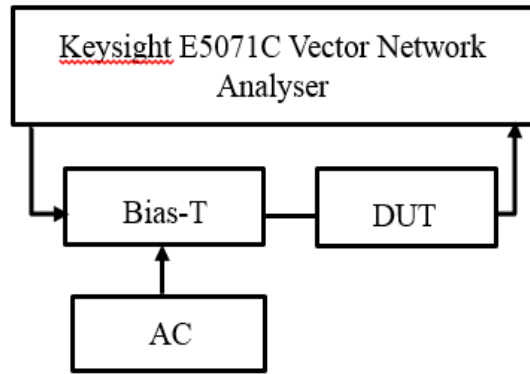 Keysight E5071C Vector Network
Analyser
Bias-T
DUT
AC